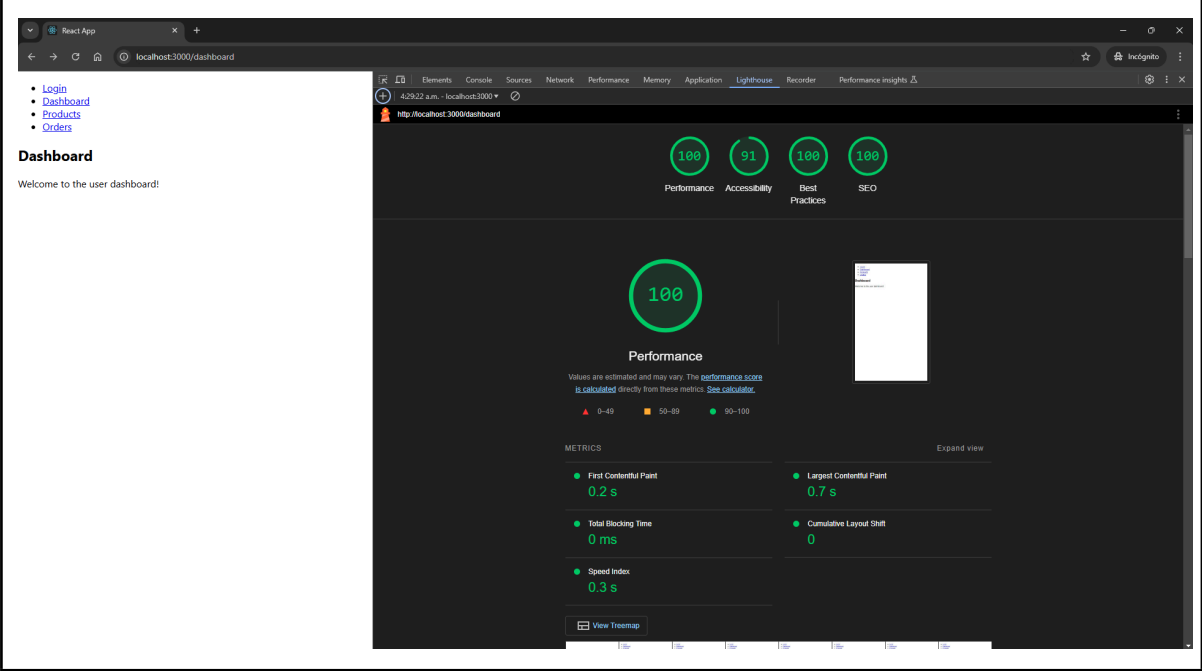 React App
localhost:3000/dashboard
Incógnito
Login
Dashboard
Products
Orders
Dashboard
Welcome to the user dashboard!
Elements Console Sources Network Performance Memory Application Lighthouse Recorder Performance insights
4:29:22 a.m. - localhost:3000
http://localhost:3000/dashboard
100 91 100 100
Performance Accessibility Best Practices SEO
100
Performance
Values are estimated and may vary. The performance score
is calculated directly from these metrics. See calculator.
0–49 50–89 90–100
METRICS Expand view
First Contentful Paint
0.2 s
Largest Contentful Paint
0.7 s
Total Blocking Time
0 ms
Cumulative Layout Shift
0
Speed Index
0.3 s
View Treemap